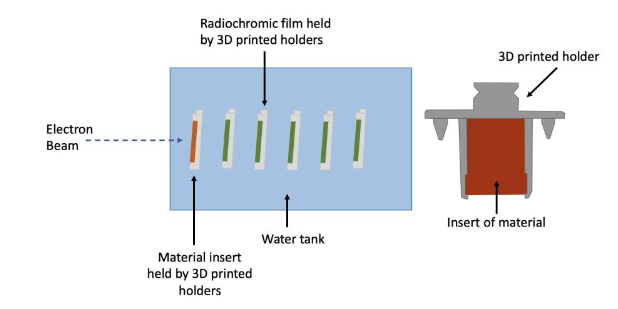 Radiochromic film held
by 3D printed holders
3D printed holder
Electron
Beam
Insert of material
Water tank
Material insert
held by 3D printed
holders